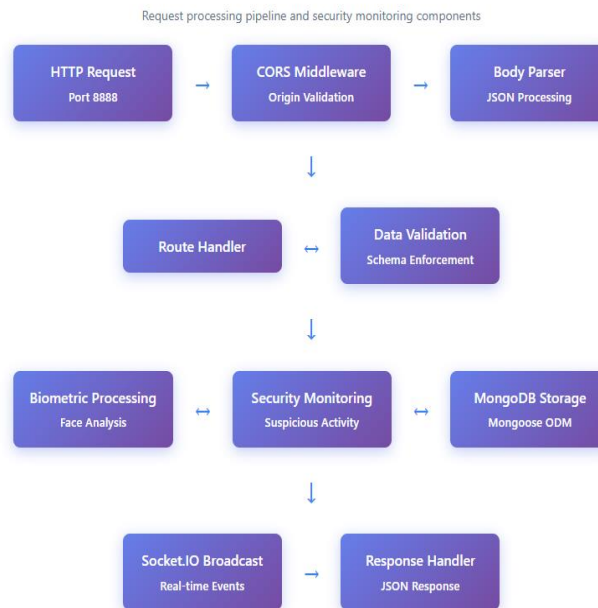 Request processing pipeline and security monitoring components
HTTP Request
Port 8888
→
CORS Middleware
Origin Validation
→
Body Parser
JSON Processing
↓
Route Handler
↔
Data Validation
Schema Enforcement
↓
Biometric Processing
Face Analysis
↔
Security Monitoring
Suspicious Activity
↔
MongoDB Storage
Mongoose ODM
↓
Socket.IO Broadcast
Real-time Events
→
Response Handler
JSON Response